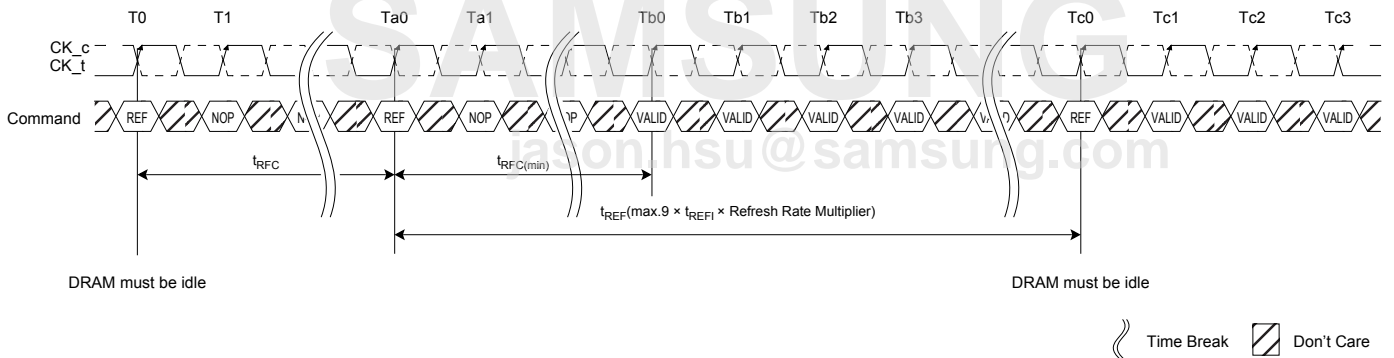 SAMSUNG
T0 T1 Ta0 Ta1 Tb0 Tb1 Tb2 Tb3 Tc0 Tc1 Tc2 Tc3
CK_c
CK_t
Command REF NOP REF NOP VALID VALID VALID VALID REF VALID VALID VALID
jason.hsu@samsung.com
tRFC tRFC(min)
tREF(max.9 × tREFI × Refresh Rate Multiplier)
DRAM must be idle DRAM must be idle
Time Break Don't Care